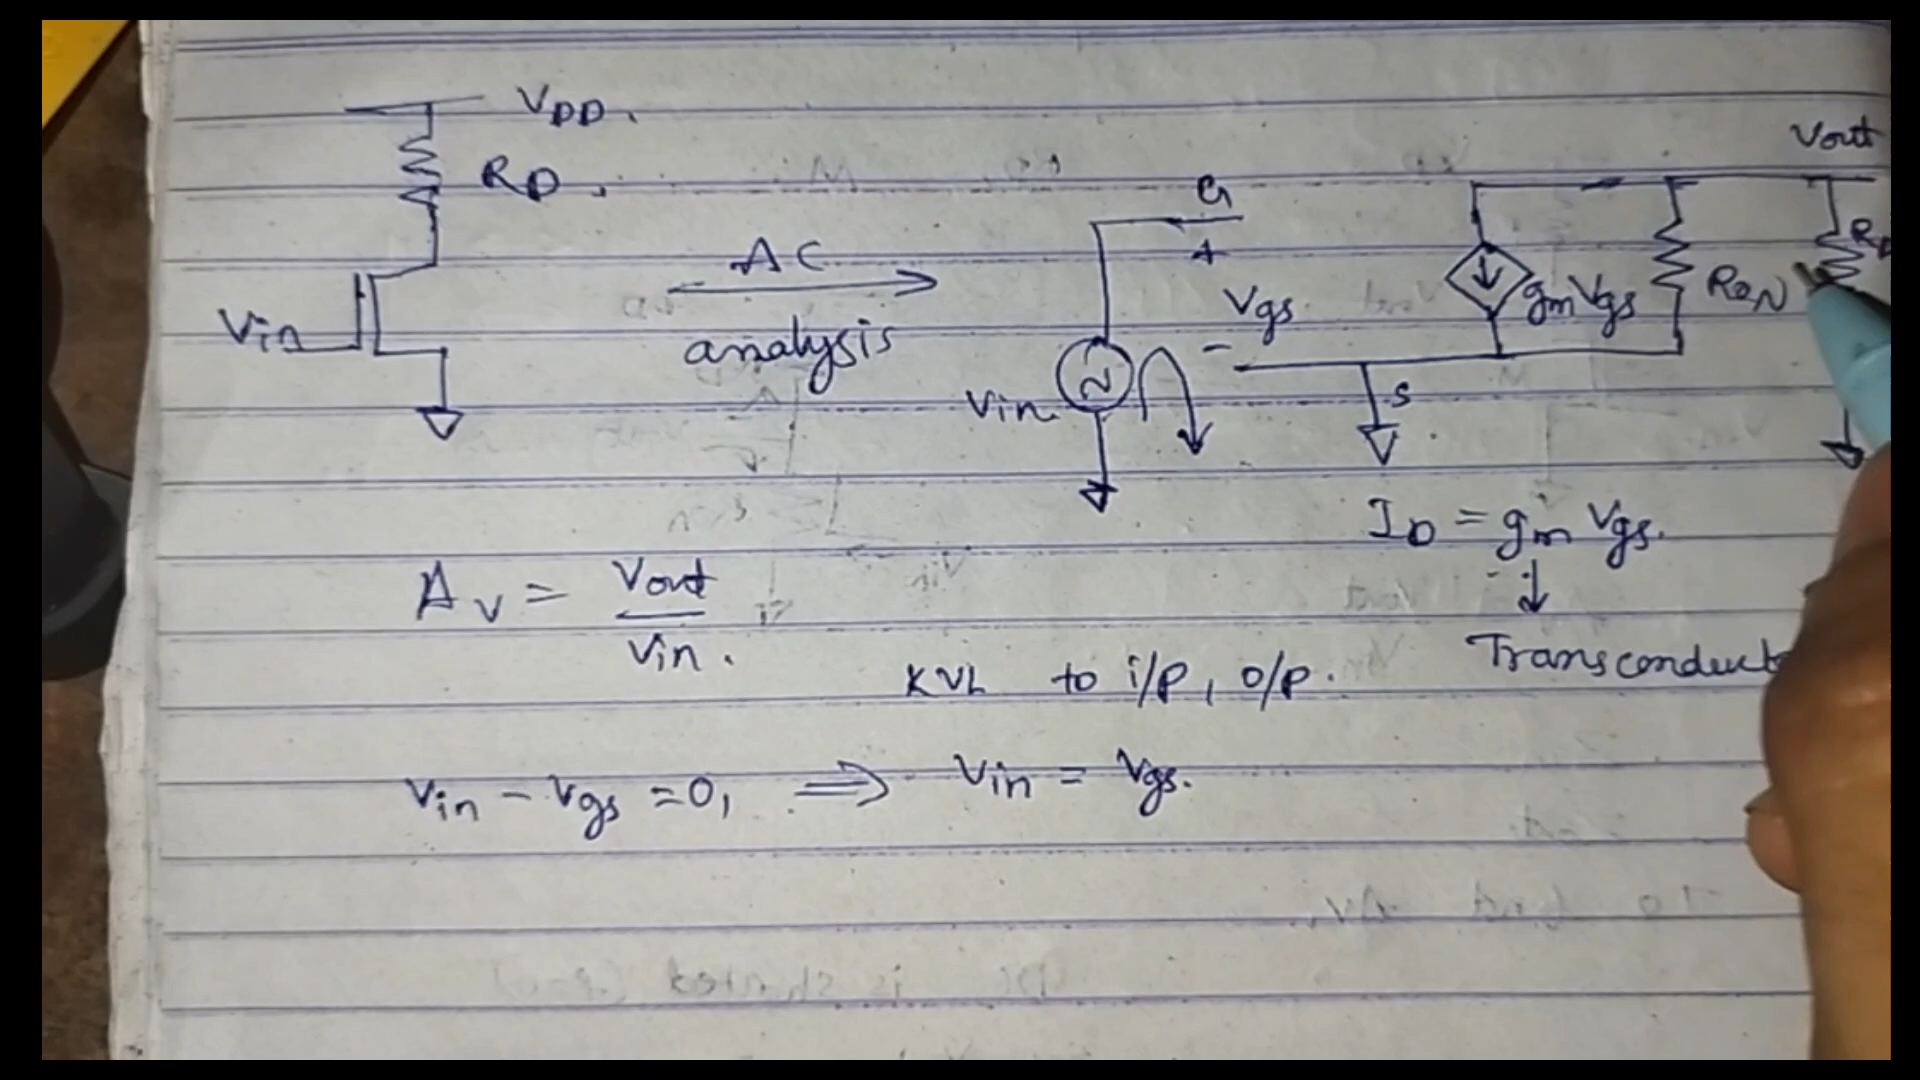 VDD.
RD.
Vin
AC
analysis
G
+
Vgs
-
Vin.
S
gmVgs
RON
Vout
ID = gm Vgs.
Av = Vout
Vin.
KVL to i/p, o/p.
Vin - Vgs = 0, ⟹ Vin = Vgs.